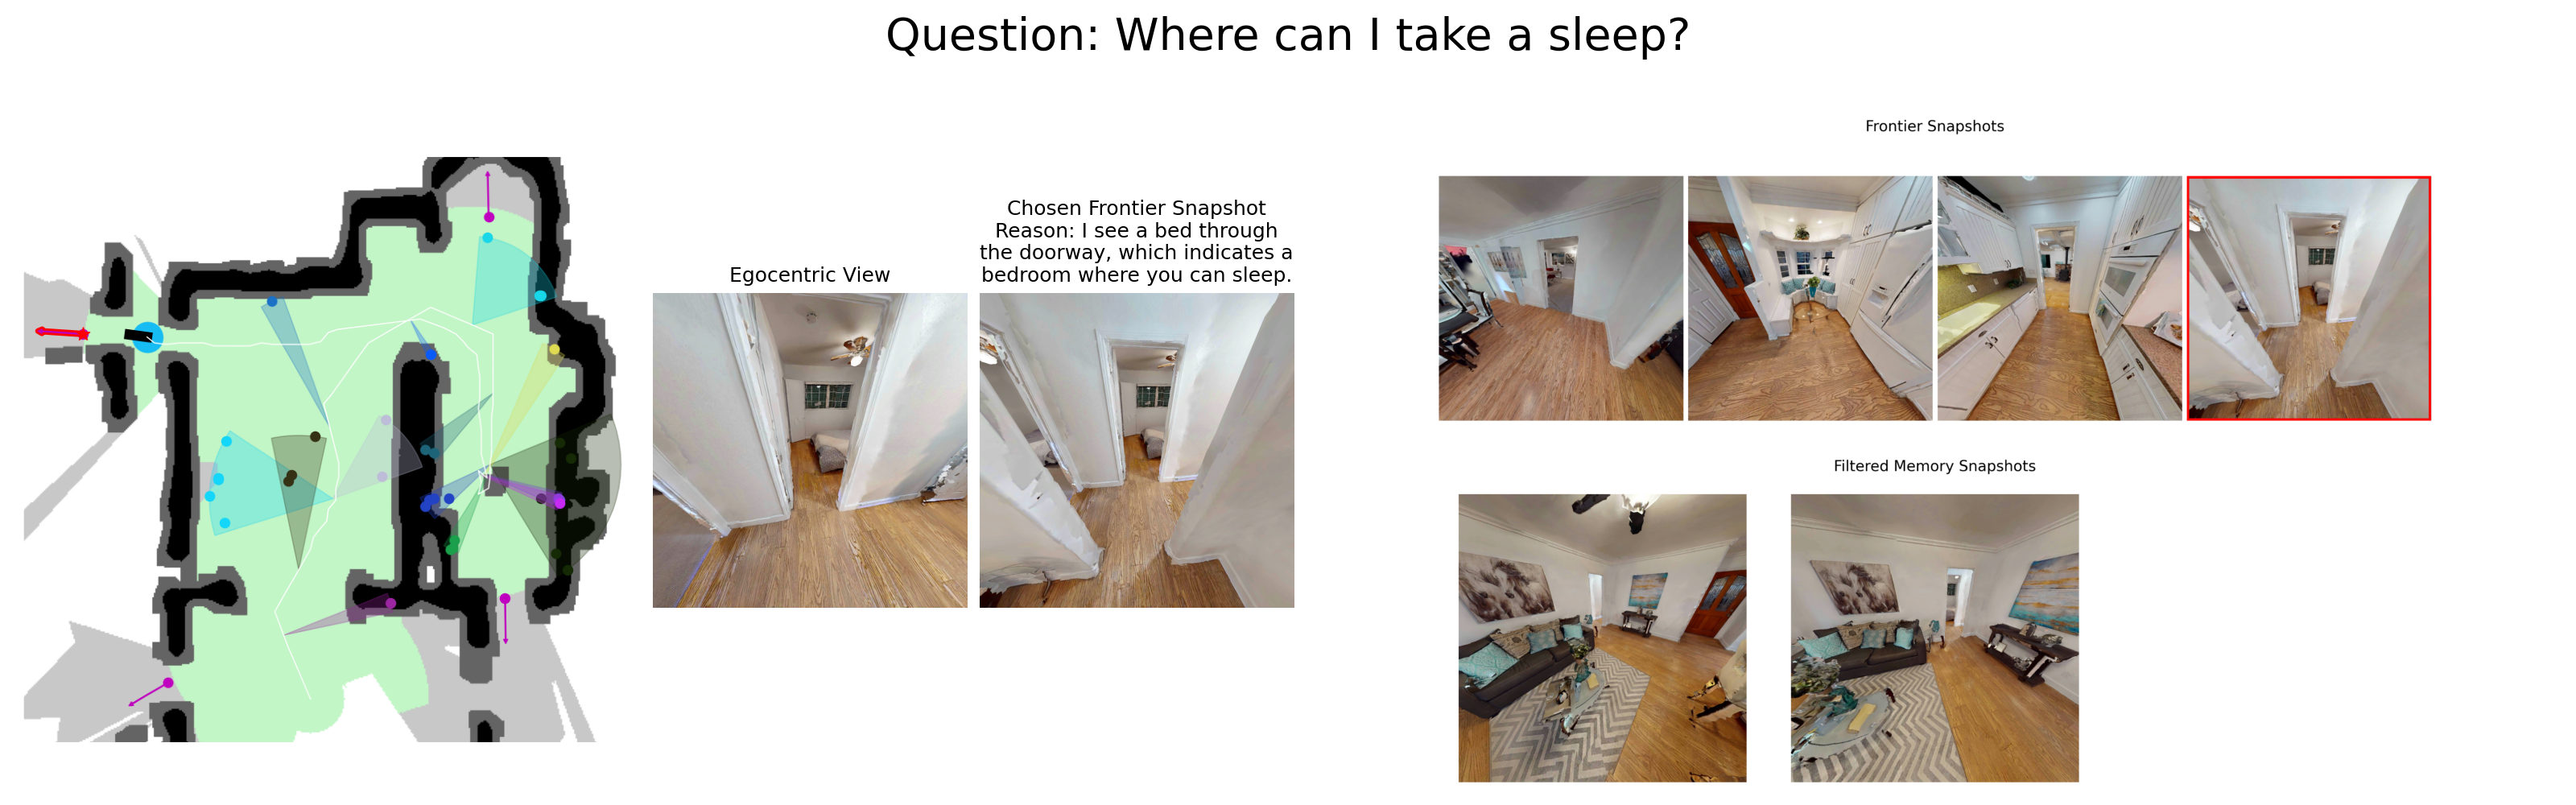 Question: Where can I take a sleep?
Frontier Snapshots
Chosen Frontier Snapshot
Reason: I see a bed through
the doorway, which indicates a
bedroom where you can sleep.
Egocentric View
Filtered Memory Snapshots